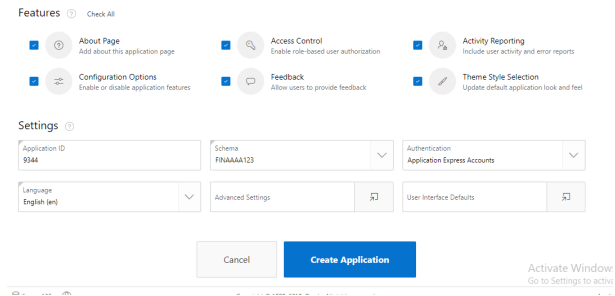 Features ? Check All
About Page
Add about this application page
Access Control
Enable role-based user authorization
Activity Reporting
Include user activity and error reports
Configuration Options
Enable or disable application features
Feedback
Allow users to provide feedback
Theme Style Selection
Update default application look and feel
Settings ?
Application ID
9344
Schema
FINAAAA123
Authentication
Application Express Accounts
Language
English (en)
Advanced Settings
User Interface Defaults
Cancel
Create Application
Activate Windows
Go to Settings to activa